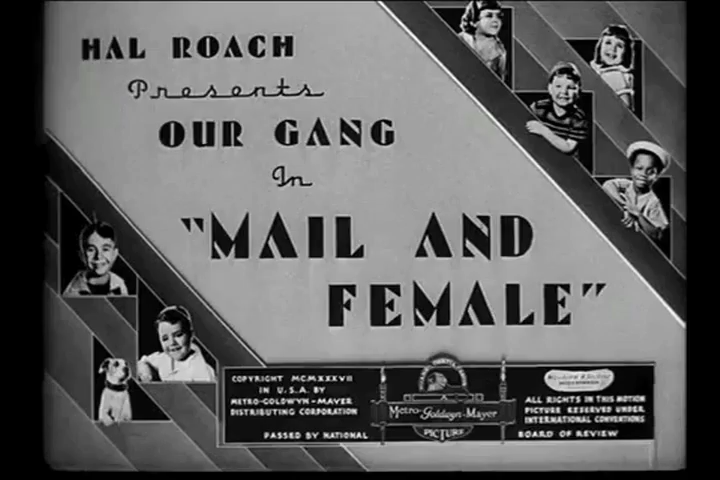 HAL ROACH
Presents
OUR GANG
In
"MAIL AND
FEMALE"
COPYRIGHT MCMXXXVII
IN U.S.A. BY
METRO-GOLDWYN-MAYER
DISTRIBUTING CORPORATION
PASSED BY NATIONAL
Metro-Goldwyn-Mayer
PICTURE
ALL RIGHTS IN THIS MOTION
PICTURE RESERVED UNDER
INTERNATIONAL CONVENTIONS
BOARD OF REVIEW